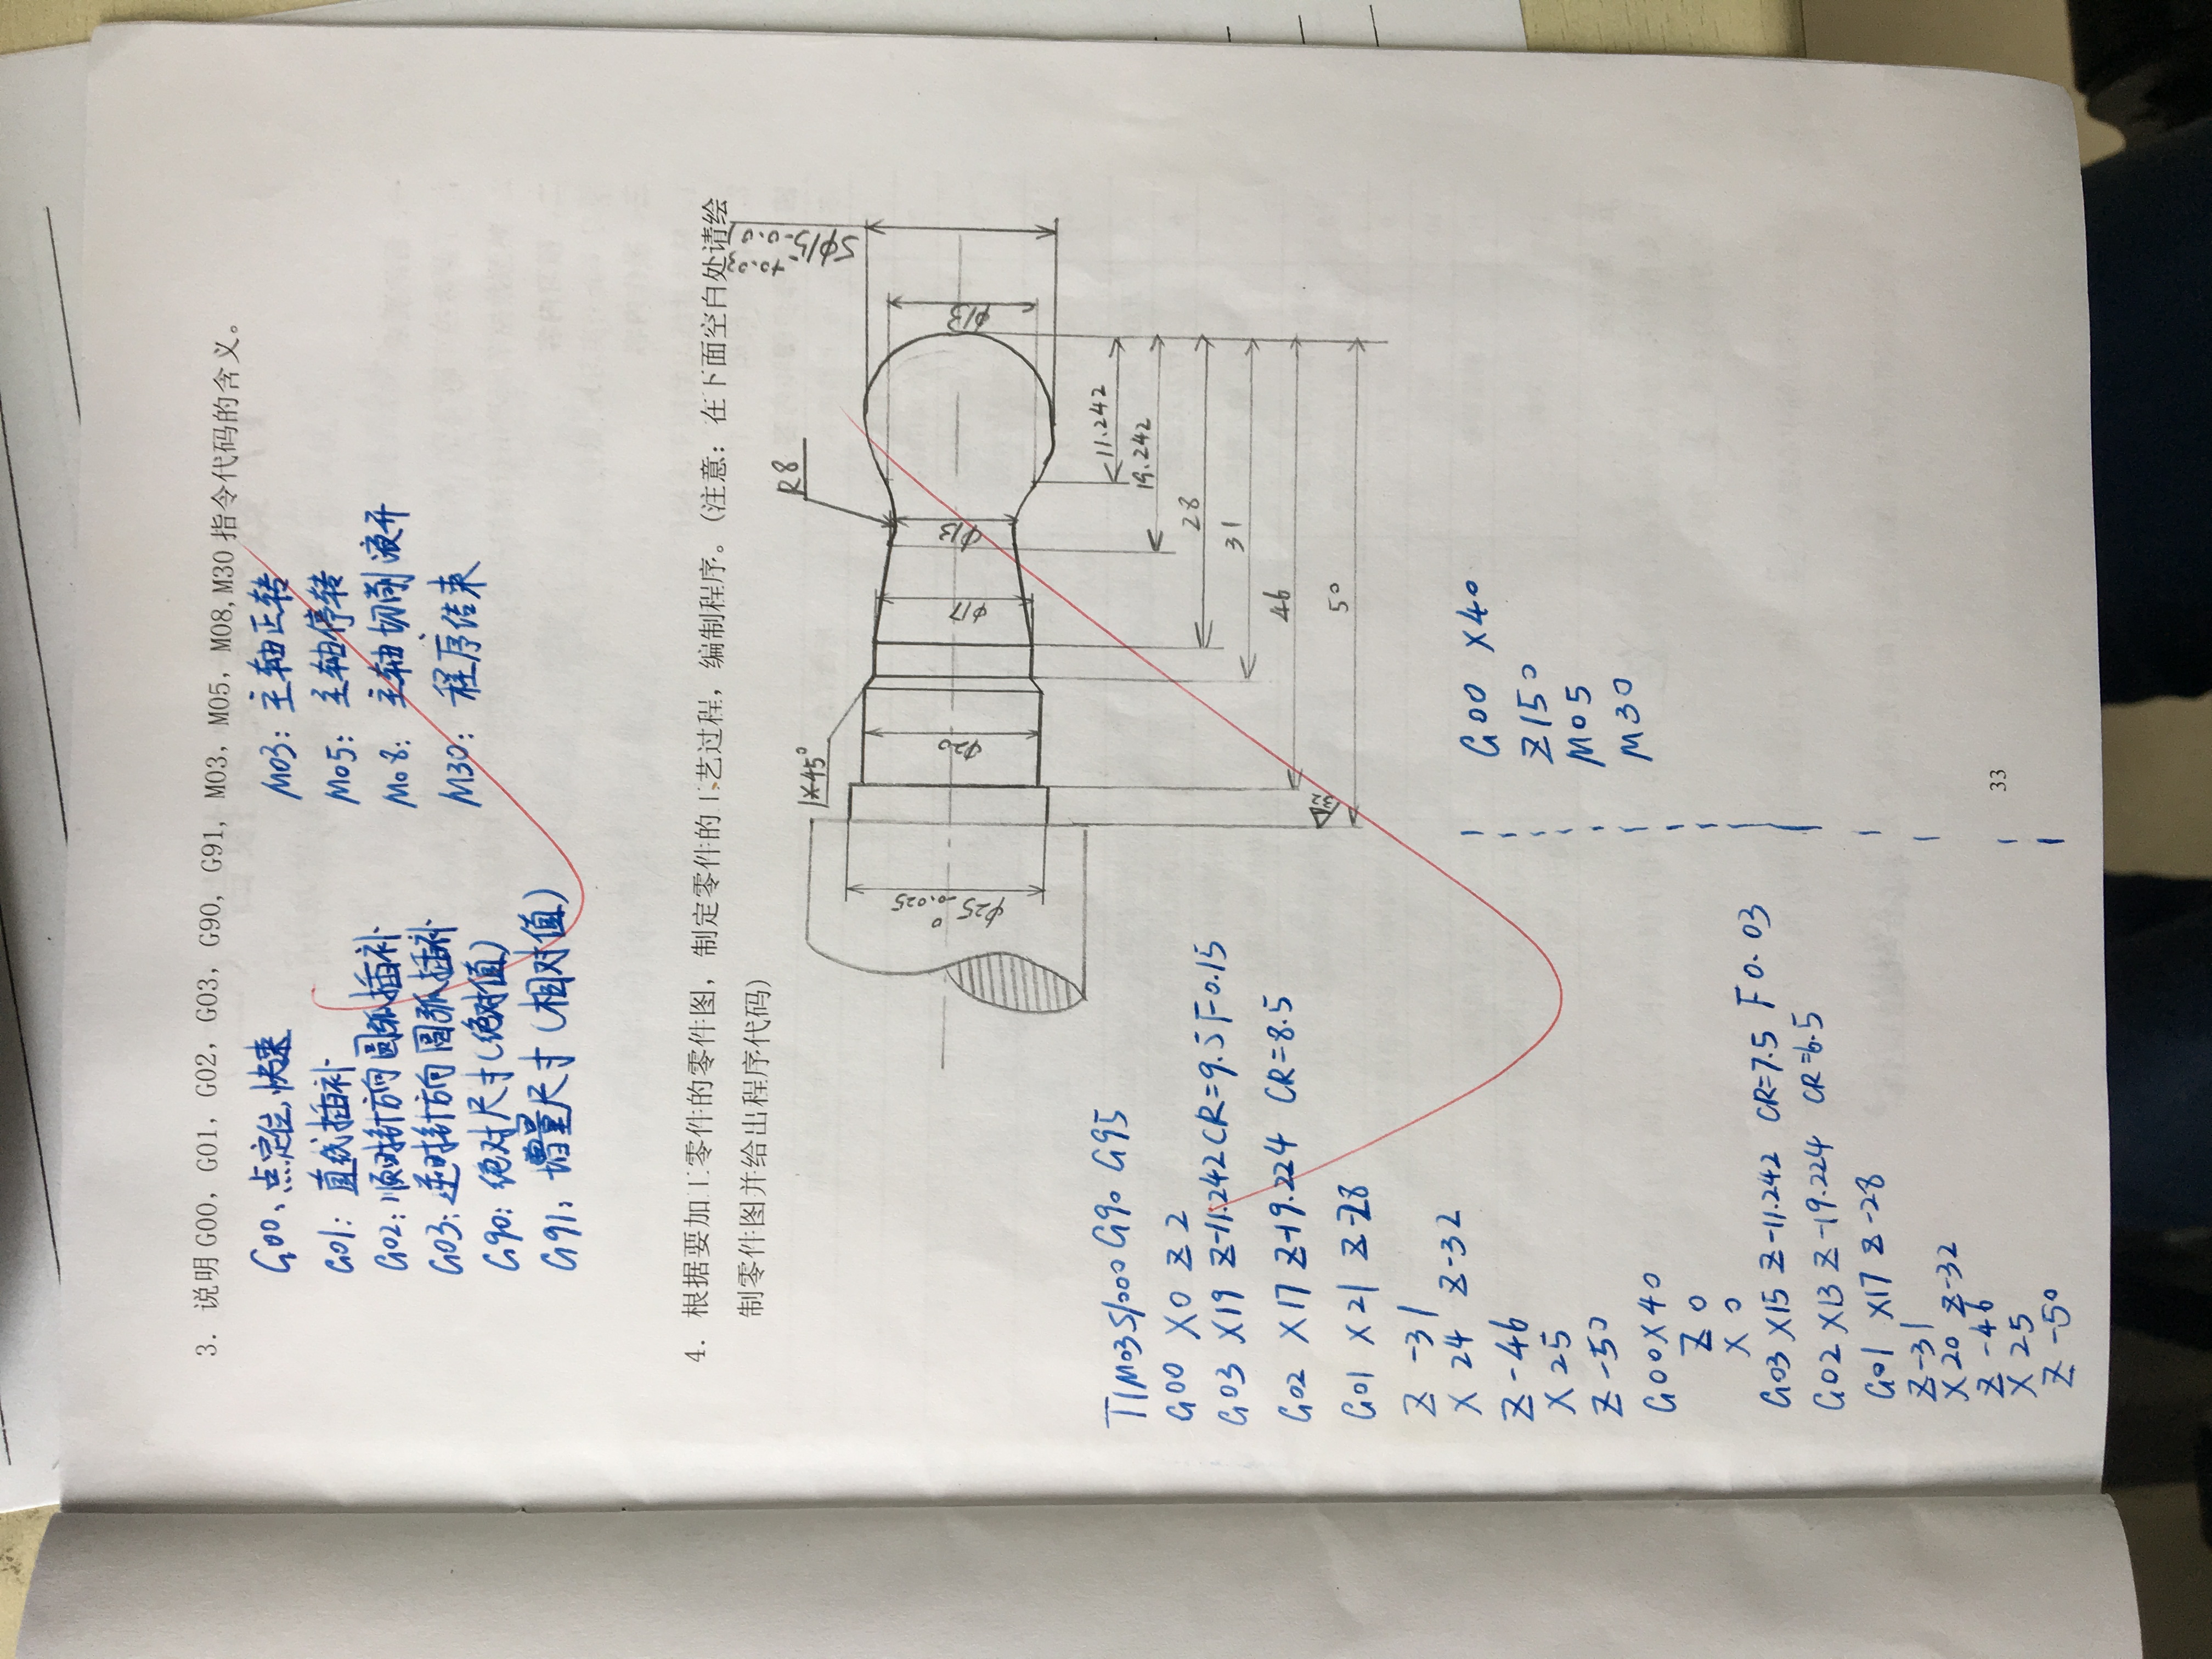 3. 说明 G00, G01, G02, G03, G90, G91, M03, M05, M08, M30 指令代码的含义。
G00、点定位,快速
G01: 直线插补
G02: 顺时针方向圆弧插补
G03: 逆时针方向圆弧插补
G90: 绝对尺寸(绝对值)
G91: 增量尺寸(相对值)
M03: 主轴正转
M05: 主轴停转
M08: 主轴切削液开
M30: 程序结束
4. 根据要加工零件的零件图,制定零件的工艺过程,编制程序。(注意:在下面空白处请绘
制零件图并给出程序代码)
1×45°
R8
Sφ15 +0.03 -0.01
φ25 0 -0.025
φ20
φ17
φ13
φ13
11.242
19.242
28
31
46
50
32
T1M03S1000 G90 G95
G00 X0 Z2
G03 X19 Z-11.242 CR=9.5 F0.15
G02 X17 Z-19.224 CR=8.5
G01 X21 Z-28
Z-31
X24 Z-32
Z-46
X25
Z-50
G00X40
Z0
X0
G03 X15 Z-11.242 CR=7.5 F0.03
G02 X13 Z-19.224 CR=6.5
G01 X17 Z-28
Z-31
X20 Z-32
Z-46
X25
Z-50
G00 X40
Z150
M05
M30
33